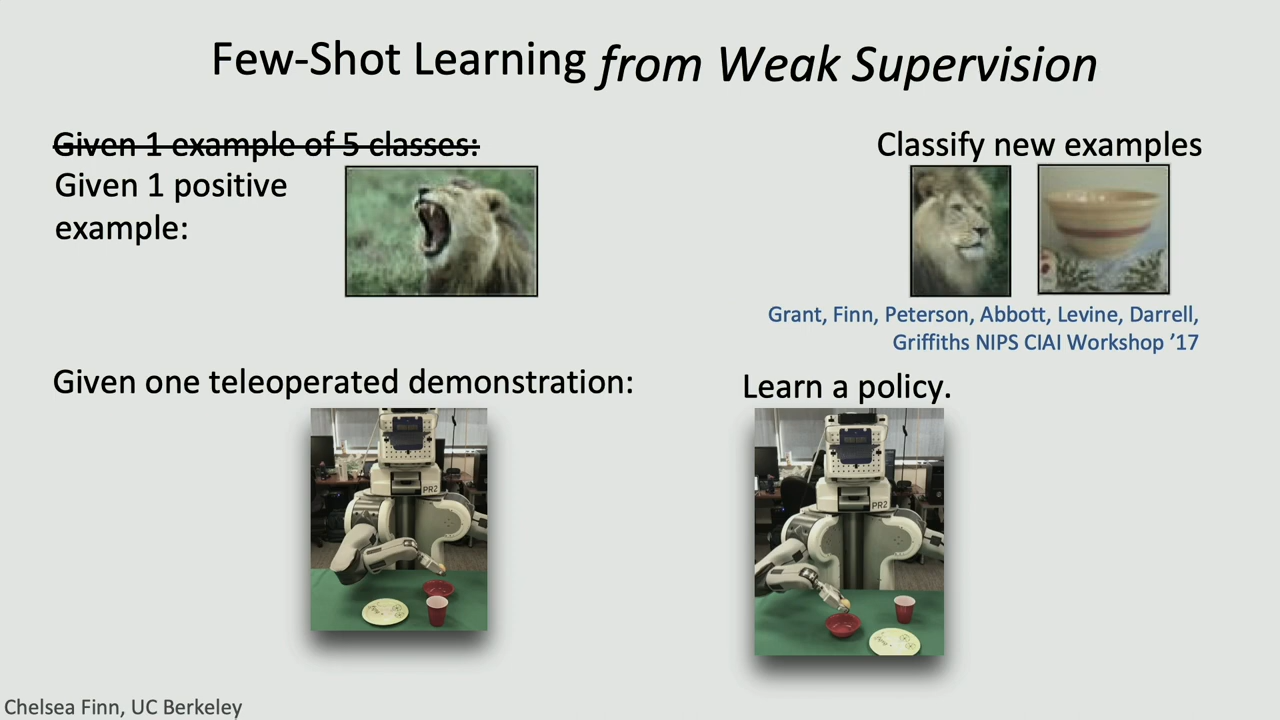 Few-Shot Learning from Weak Supervision
Given 1 example of 5 classes:
Given 1 positive
example:
Classify new examples
Grant, Finn, Peterson, Abbott, Levine, Darrell,
Griffiths NIPS CIAI Workshop ’17
Given one teleoperated demonstration:
Learn a policy.
PR2
PR2
Chelsea Finn, UC Berkeley